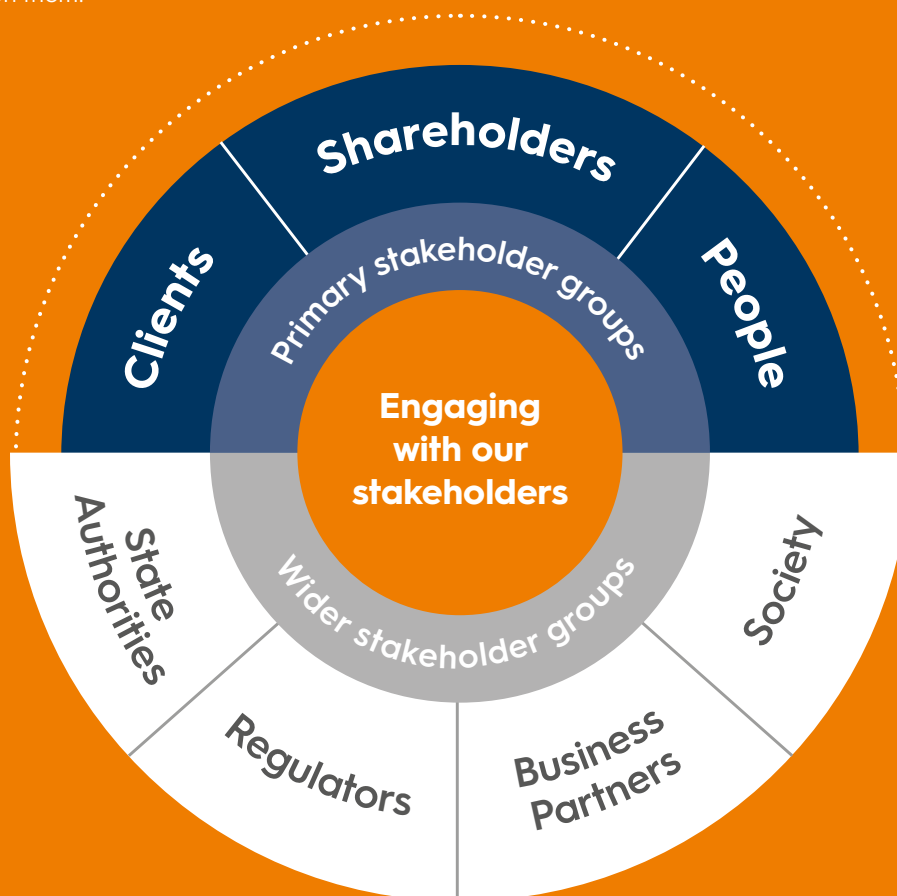 Shareholders
Clients
People
Primary stakeholder groups
Engaging
with our
stakeholders
Wider stakeholder groups
State
Authorities
Regulators
Business
Partners
Society